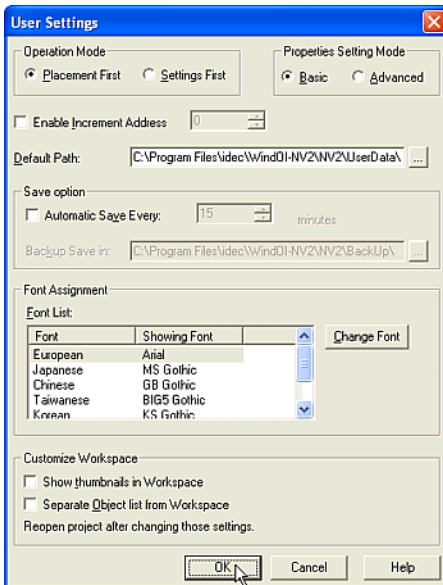 User Settings
Operation Mode
Placement First Settings First
Properties Setting Mode
Basic Advanced
Enable Increment Address 0
Default Path: C:\Program Files\idec\WindOI-NV2\NV2\UserData\ ...
Save option
Automatic Save Every: 15 minutes
Backup Save in: C:\Program Files\idec\WindOI-NV2\NV2\BackUp\ ...
Font Assignment
Font List:
Font Showing Font
European Arial
Japanese MS Gothic
Chinese GB Gothic
Taiwanese BIG5 Gothic
Korean KS Gothic
Change Font
Customize Workspace
Show thumbnails in Workspace
Separate Object list from Workspace
Reopen project after changing those settings.
OK Cancel Help